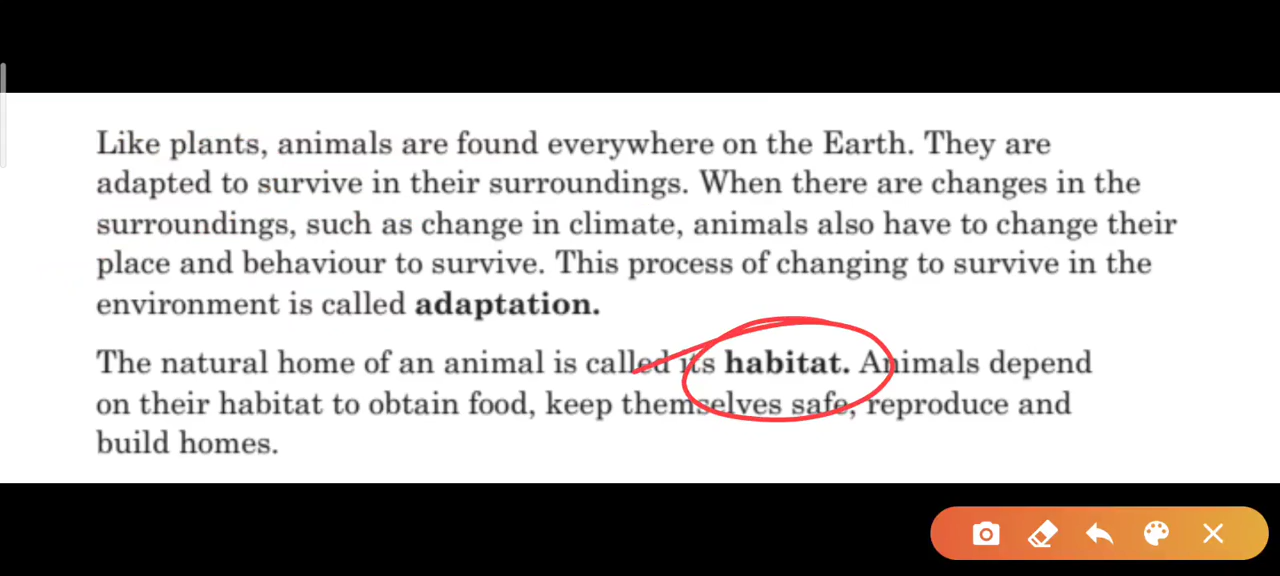 Like plants, animals are found everywhere on the Earth. They are
adapted to survive in their surroundings. When there are changes in the
surroundings, such as change in climate, animals also have to change their
place and behaviour to survive. This process of changing to survive in the
environment is called adaptation.
The natural home of an animal is called its habitat. Animals depend
on their habitat to obtain food, keep themselves safe, reproduce and
build homes.